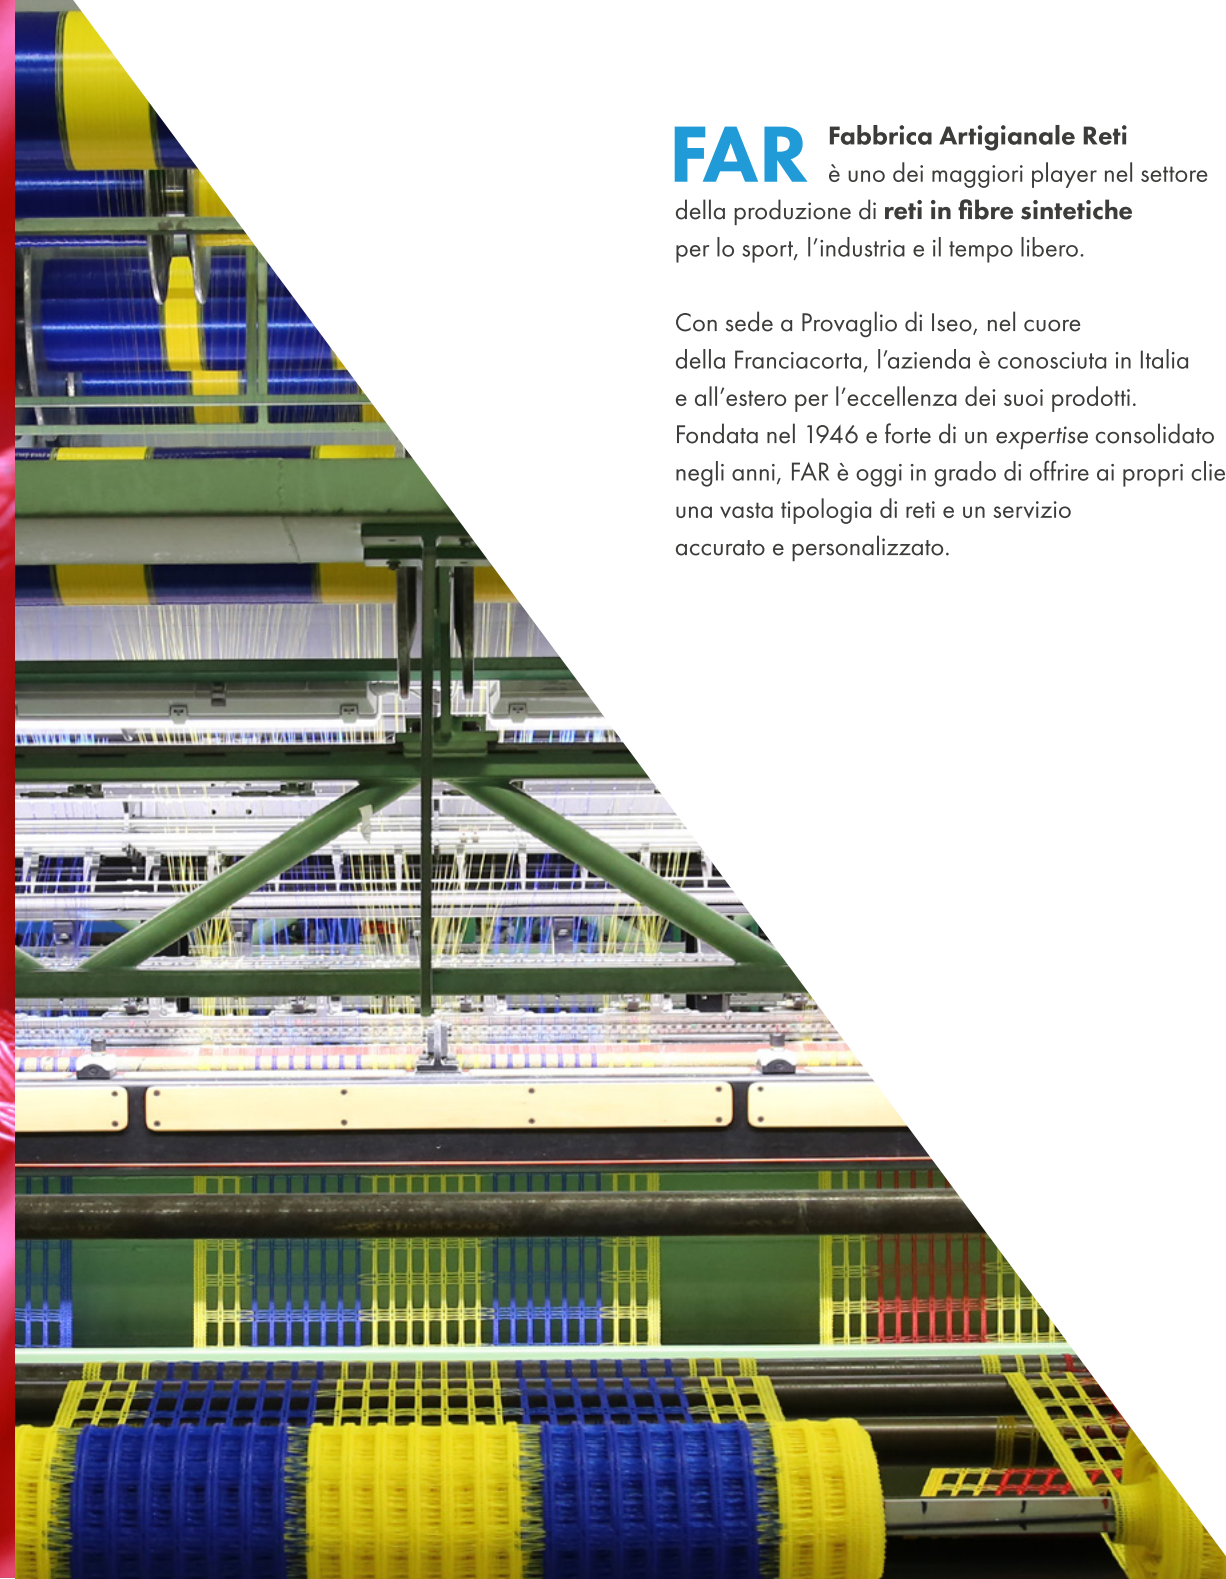 FAR Fabbrica Artigianale Reti
è uno dei maggiori player nel settore
della produzione di reti in fibre sintetiche
per lo sport, l’industria e il tempo libero.
Con sede a Provaglio di Iseo, nel cuore
della Franciacorta, l’azienda è conosciuta in Italia
e all’estero per l’eccellenza dei suoi prodotti.
Fondata nel 1946 e forte di un expertise consolidato
negli anni, FAR è oggi in grado di offrire ai propri clie
una vasta tipologia di reti e un servizio
accurato e personalizzato.